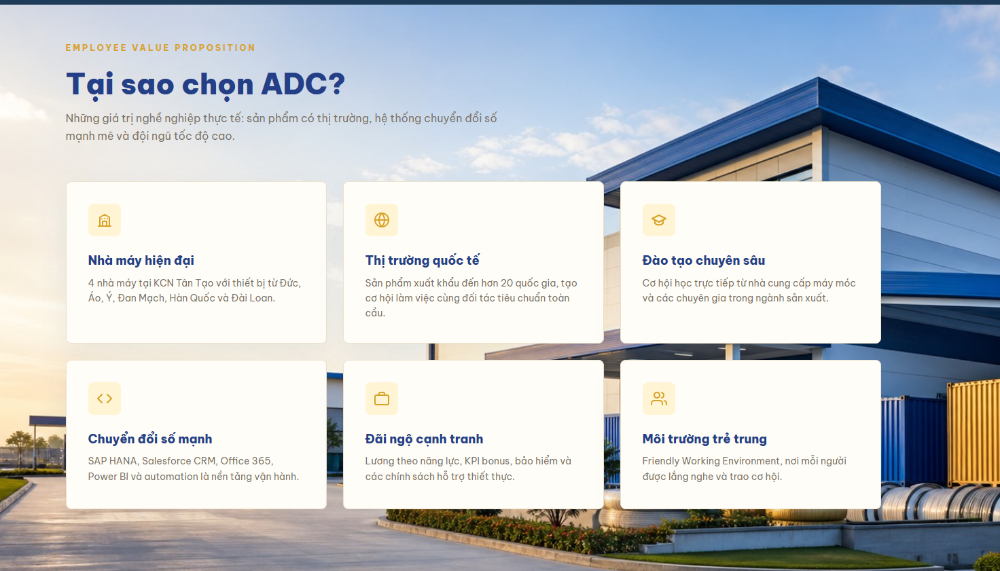 EMPLOYEE VALUE PROPOSITION
Tại sao chọn ADC?
Những giá trị nghề nghiệp thực tế: sản phẩm có thị trường, hệ thống chuyển đổi số
mạnh mẽ và đội ngũ tốc độ cao.
Nhà máy hiện đại
4 nhà máy tại KCN Tân Tạo với thiết bị từ Đức,
Áo, Ý, Đan Mạch, Hàn Quốc và Đài Loan.
Thị trường quốc tế
Sản phẩm xuất khẩu đến hơn 20 quốc gia, tạo
cơ hội làm việc cùng đối tác tiêu chuẩn toàn
cầu.
Đào tạo chuyên sâu
Cơ hội học trực tiếp từ nhà cung cấp máy móc
và các chuyên gia trong ngành sản xuất.
Chuyển đổi số mạnh
SAP HANA, Salesforce CRM, Office 365,
Power BI và automation là nền tảng vận hành.
Đãi ngộ cạnh tranh
Lương theo năng lực, KPI bonus, bảo hiểm và
các chính sách hỗ trợ thiết thực.
Môi trường trẻ trung
Friendly Working Environment, nơi mỗi người
được lắng nghe và trao cơ hội.